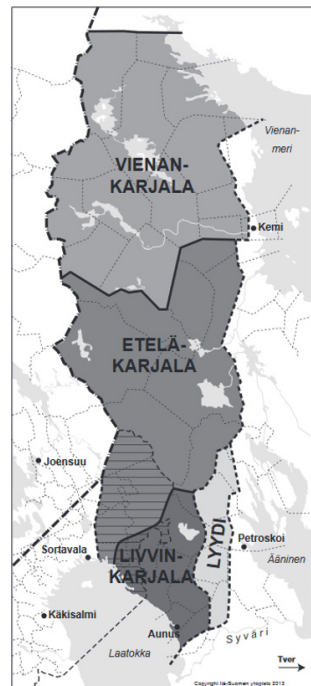 Vienan-
meri
VIENAN-
KARJALA
Kemi
ETELÄ-
KARJALA
Joensuu
Sortavala
LIVVIN-
KARJALA
LYYDI
Petroskoi
Ääninen
Käkisalmi
Aunus
Syväri
Laatokka
Tver
Copyright Itä-Suomen yliopisto 2012